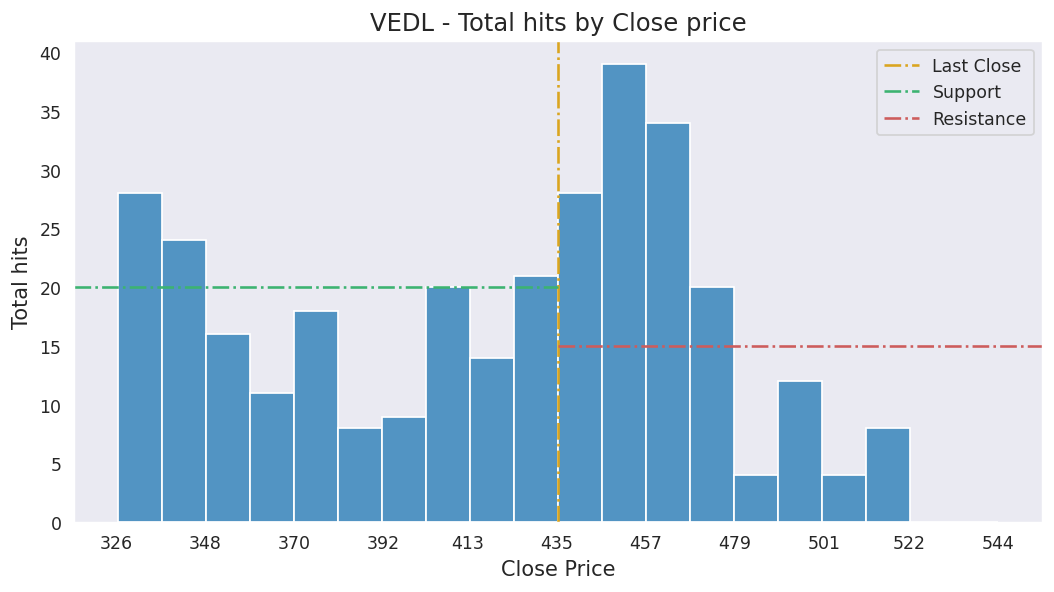 VEDL - Total hits by Close price
Last Close
Support
Resistance
Total hits
40
35
30
25
20
15
10
5
0
326 348 370 392 413 435 457 479 501 522 544
Close Price